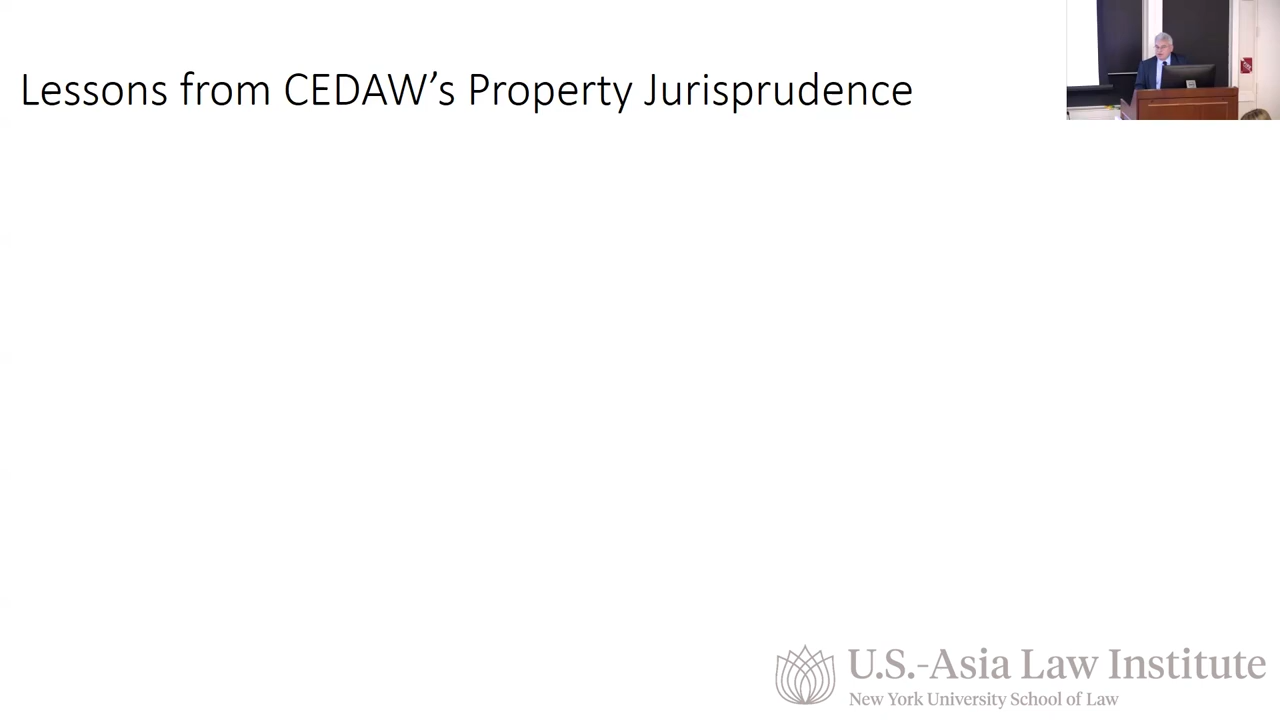 Lessons from CEDAW’s Property Jurisprudence
U.S.-Asia Law Institute
New York University School of Law